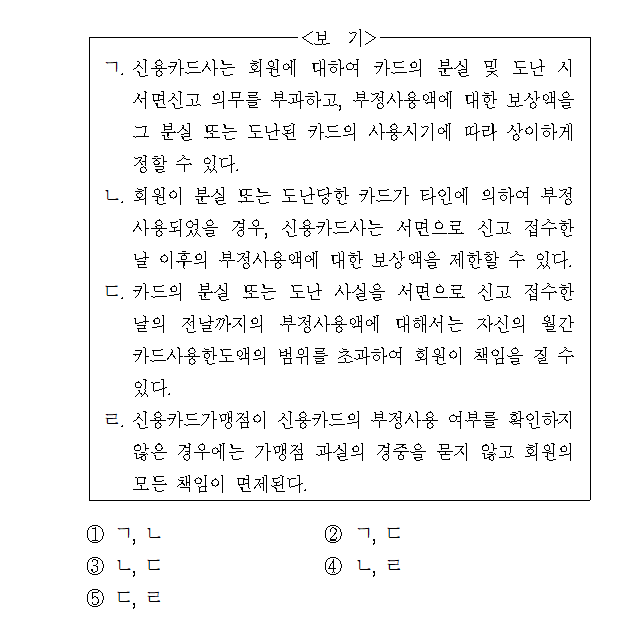 <보 기>
ㄱ. 신용카드사는 회원에 대하여 카드의 분실 및 도난 시
서면신고 의무를 부과하고, 부정사용액에 대한 보상액을
그 분실 또는 도난된 카드의 사용시기에 따라 상이하게
정할 수 있다.
ㄴ. 회원이 분실 또는 도난당한 카드가 타인에 의하여 부정
사용되었을 경우, 신용카드사는 서면으로 신고 접수한
날 이후의 부정사용액에 대한 보상액을 제한할 수 있다.
ㄷ. 카드의 분실 또는 도난 사실을 서면으로 신고 접수한
날의 전날까지의 부정사용액에 대해서는 자신의 월간
카드사용한도액의 범위를 초과하여 회원이 책임을 질 수
있다.
ㄹ. 신용카드가맹점이 신용카드의 부정사용 여부를 확인하지
않은 경우에는 가맹점 과실의 경중을 묻지 않고 회원의
모든 책임이 면제된다.
① ㄱ, ㄴ ② ㄱ, ㄷ
③ ㄴ, ㄷ ④ ㄴ, ㄹ
⑤ ㄷ, ㄹ